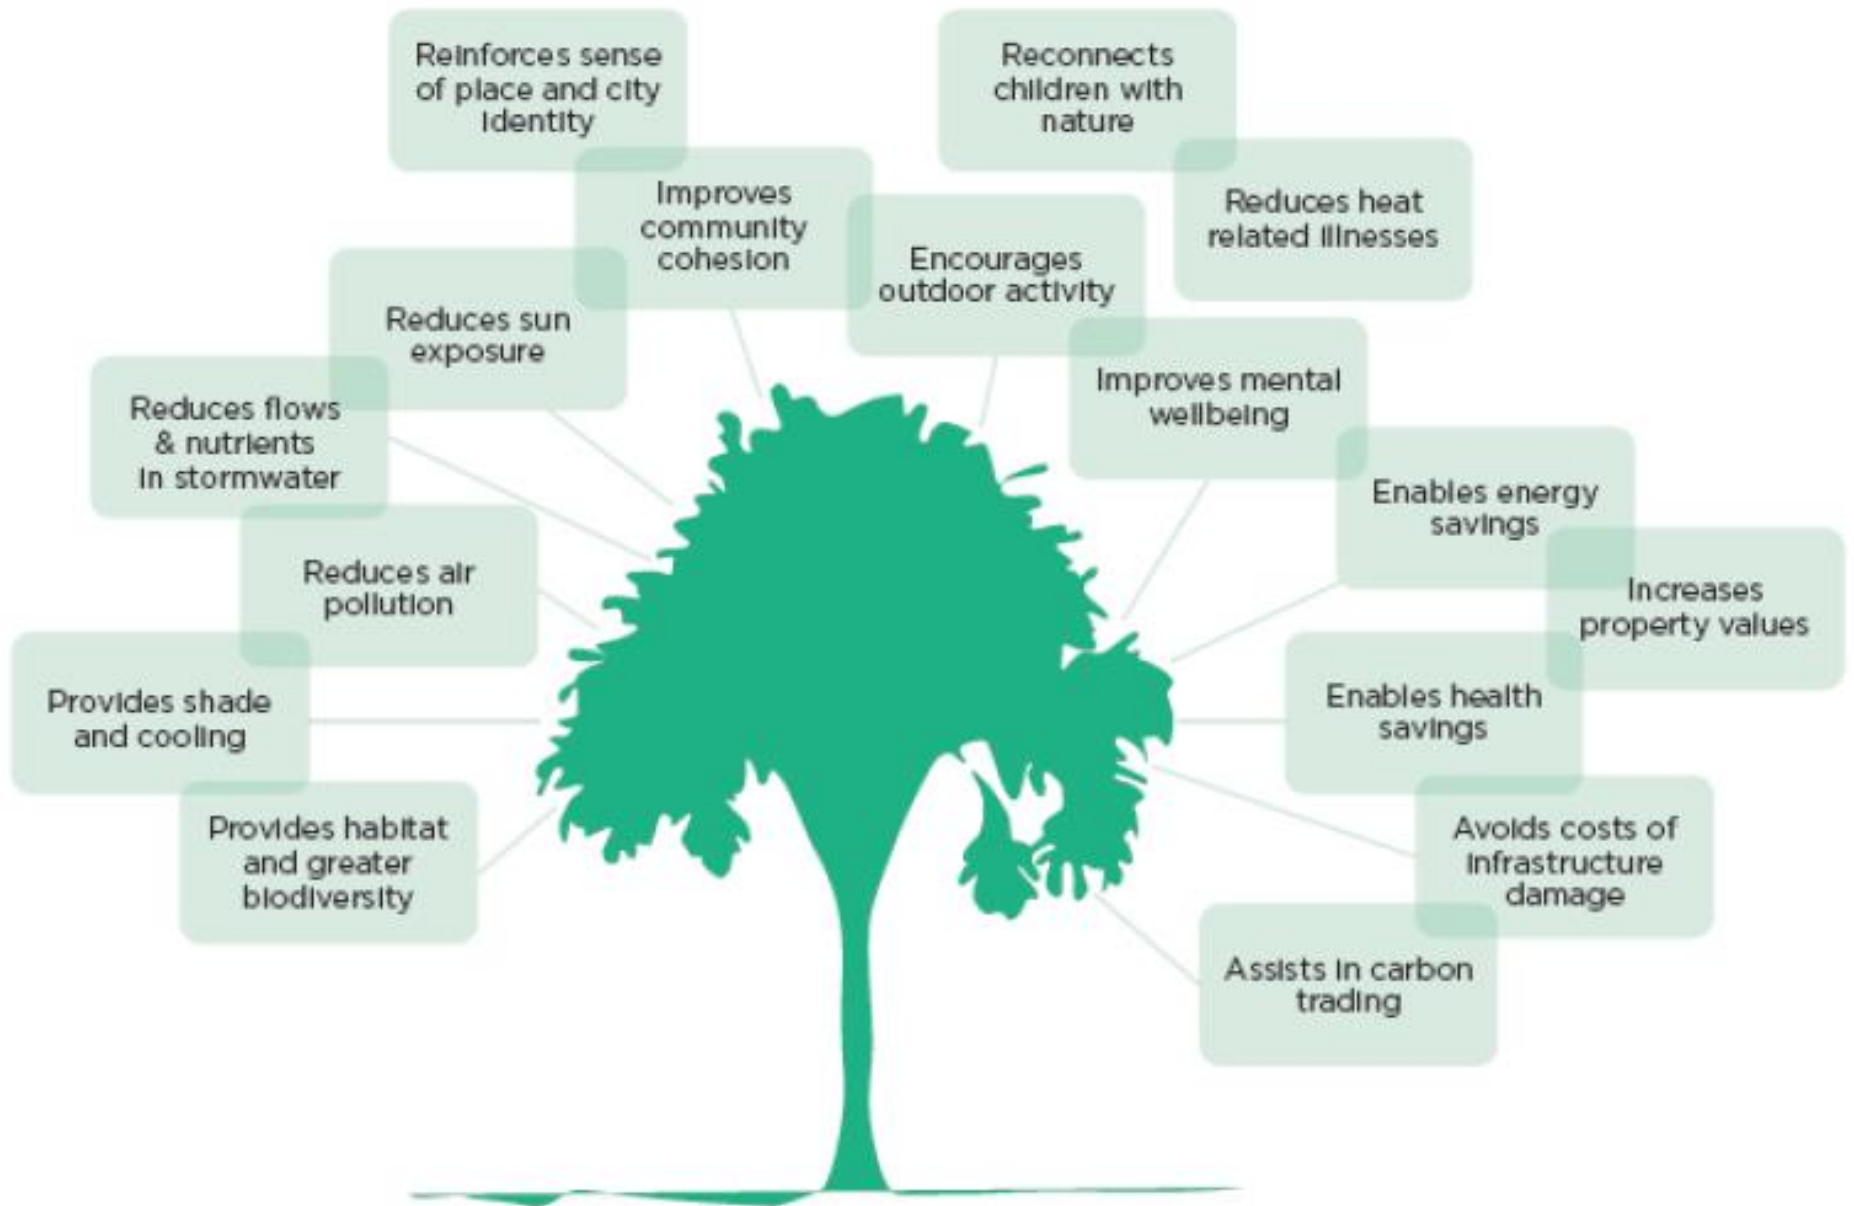 Reinforces sense
of place and city
identity
Reconnects
children with
nature
Improves
community
cohesion
Reduces heat
related illnesses
Encourages
outdoor activity
Reduces sun
exposure
Improves mental
wellbeing
Reduces flows
& nutrients
in stormwater
Enables energy
savings
Reduces air
pollution
Increases
property values
Provides shade
and cooling
Enables health
savings
Provides habitat
and greater
biodiversity
Avoids costs of
infrastructure
damage
Assists in carbon
trading